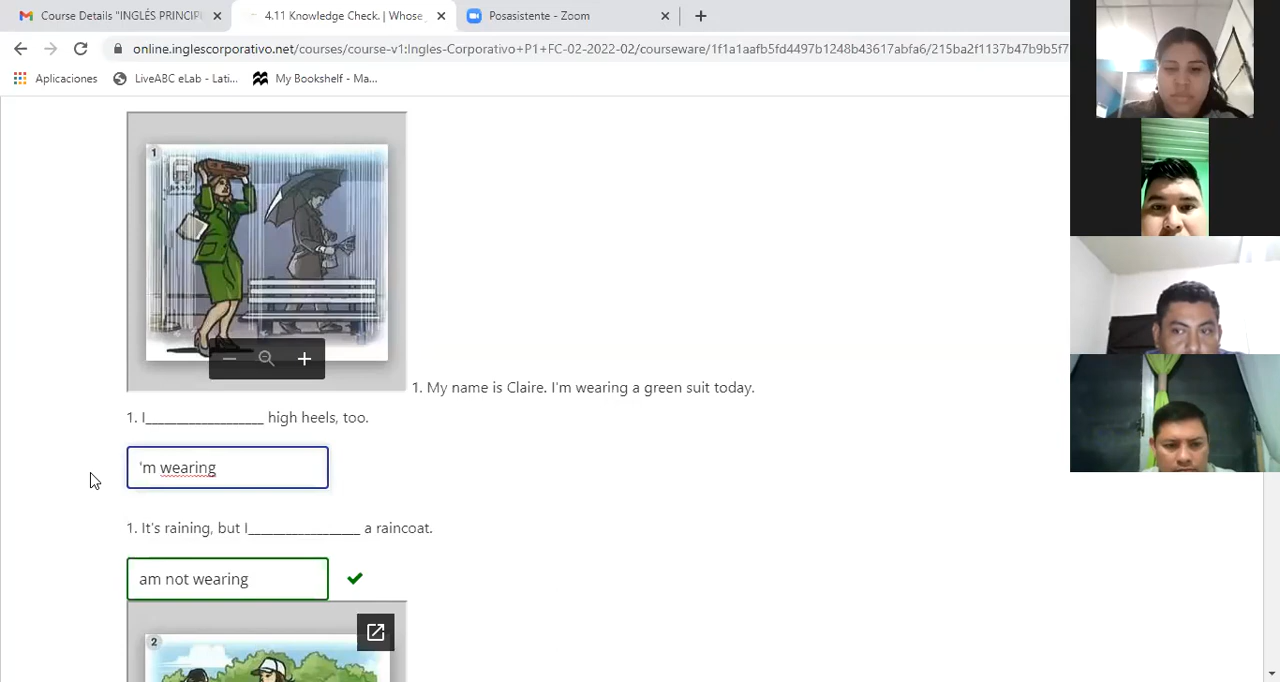 Course Details "INGLÉS PRINCIPI
4.11 Knowledge Check. | Whose
Posasistente - Zoom
online.inglescorporativo.net/courses/course-v1:Ingles-Corporativo+P1+FC-02-2022-02/courseware/1f1a1aafb5fd4497b1248b43617abfa6/215ba2f1137b47b9b5f7
Aplicaciones
LiveABC eLab - Lati...
My Bookshelf - Ma...
1
1. My name is Claire. I'm wearing a green suit today.
1. I__________________ high heels, too.
'm wearing
1. It's raining, but I_________________ a raincoat.
am not wearing
2